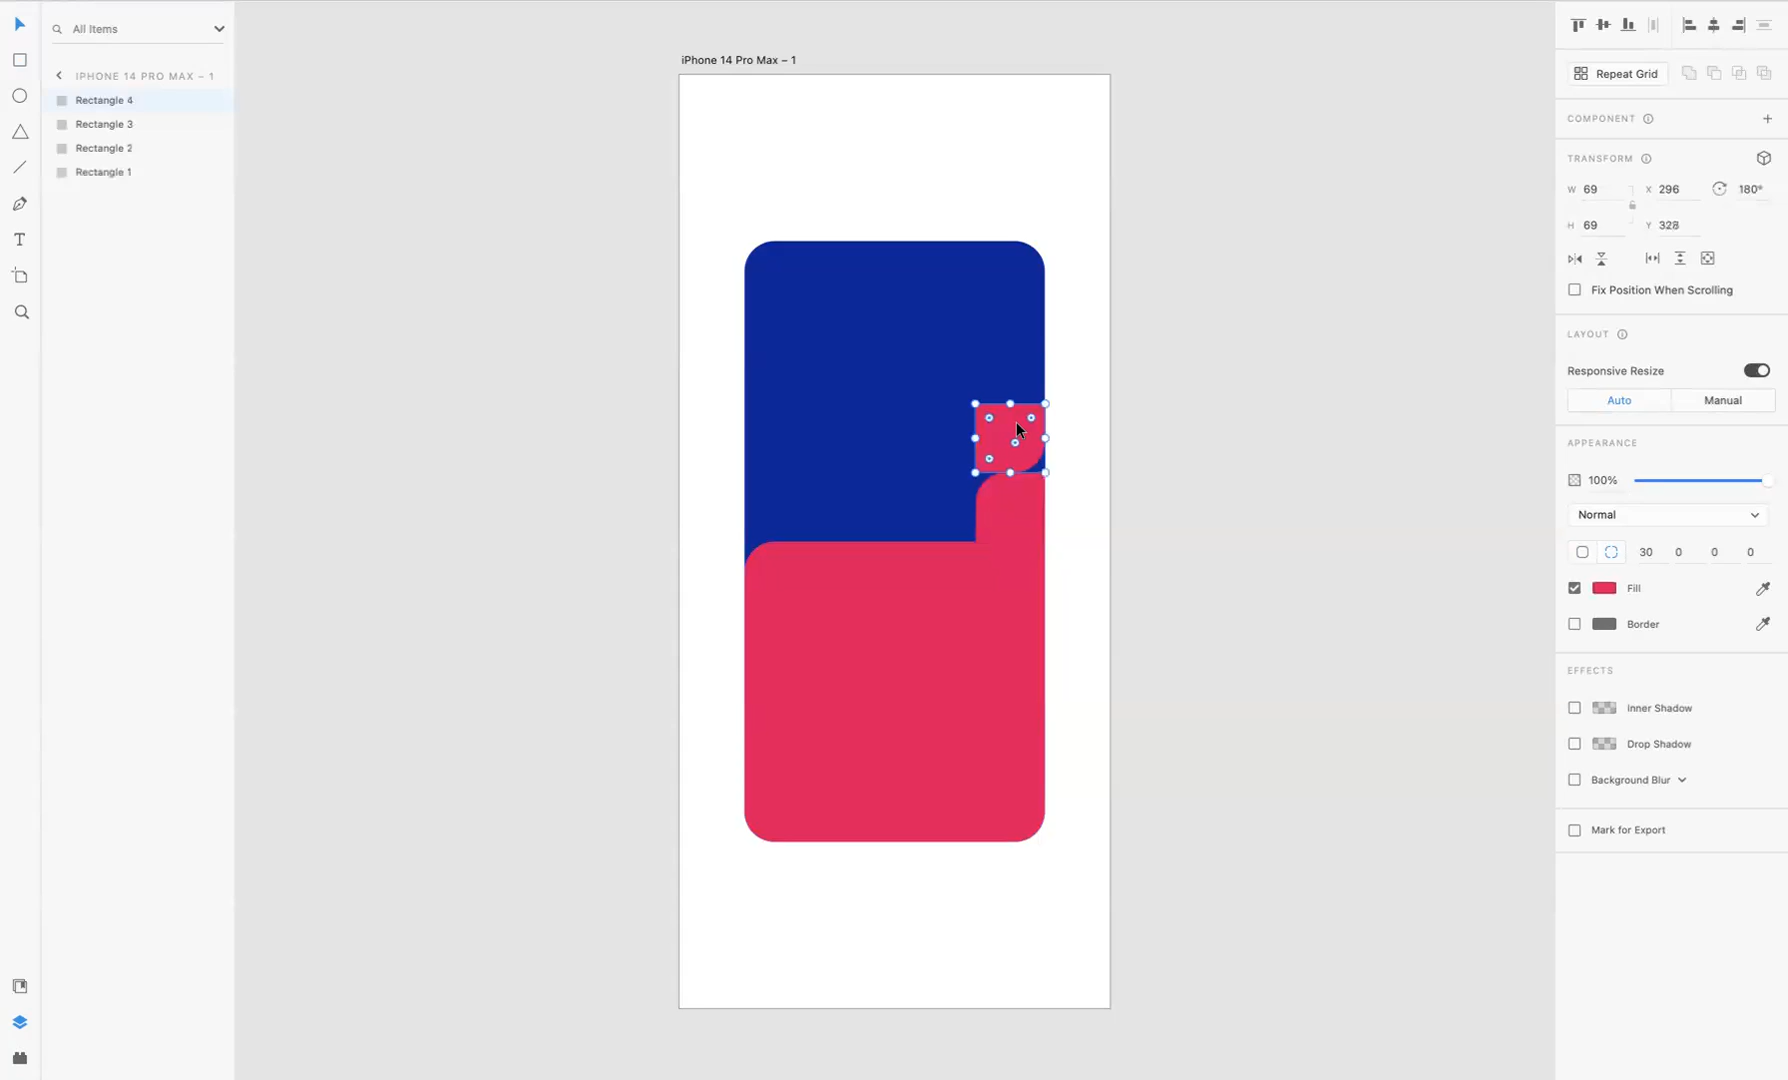 All Items
IPHONE 14 PRO MAX – 1
Rectangle 4
Rectangle 3
Rectangle 2
Rectangle 1
iPhone 14 Pro Max – 1
Repeat Grid
COMPONENT
TRANSFORM
W 69 X 296 180°
H 69 Y 328
Fix Position When Scrolling
LAYOUT
Responsive Resize
Auto Manual
APPEARANCE
100%
Normal
30 0 0 0
Fill
Border
EFFECTS
Inner Shadow
Drop Shadow
Background Blur
Mark for Export